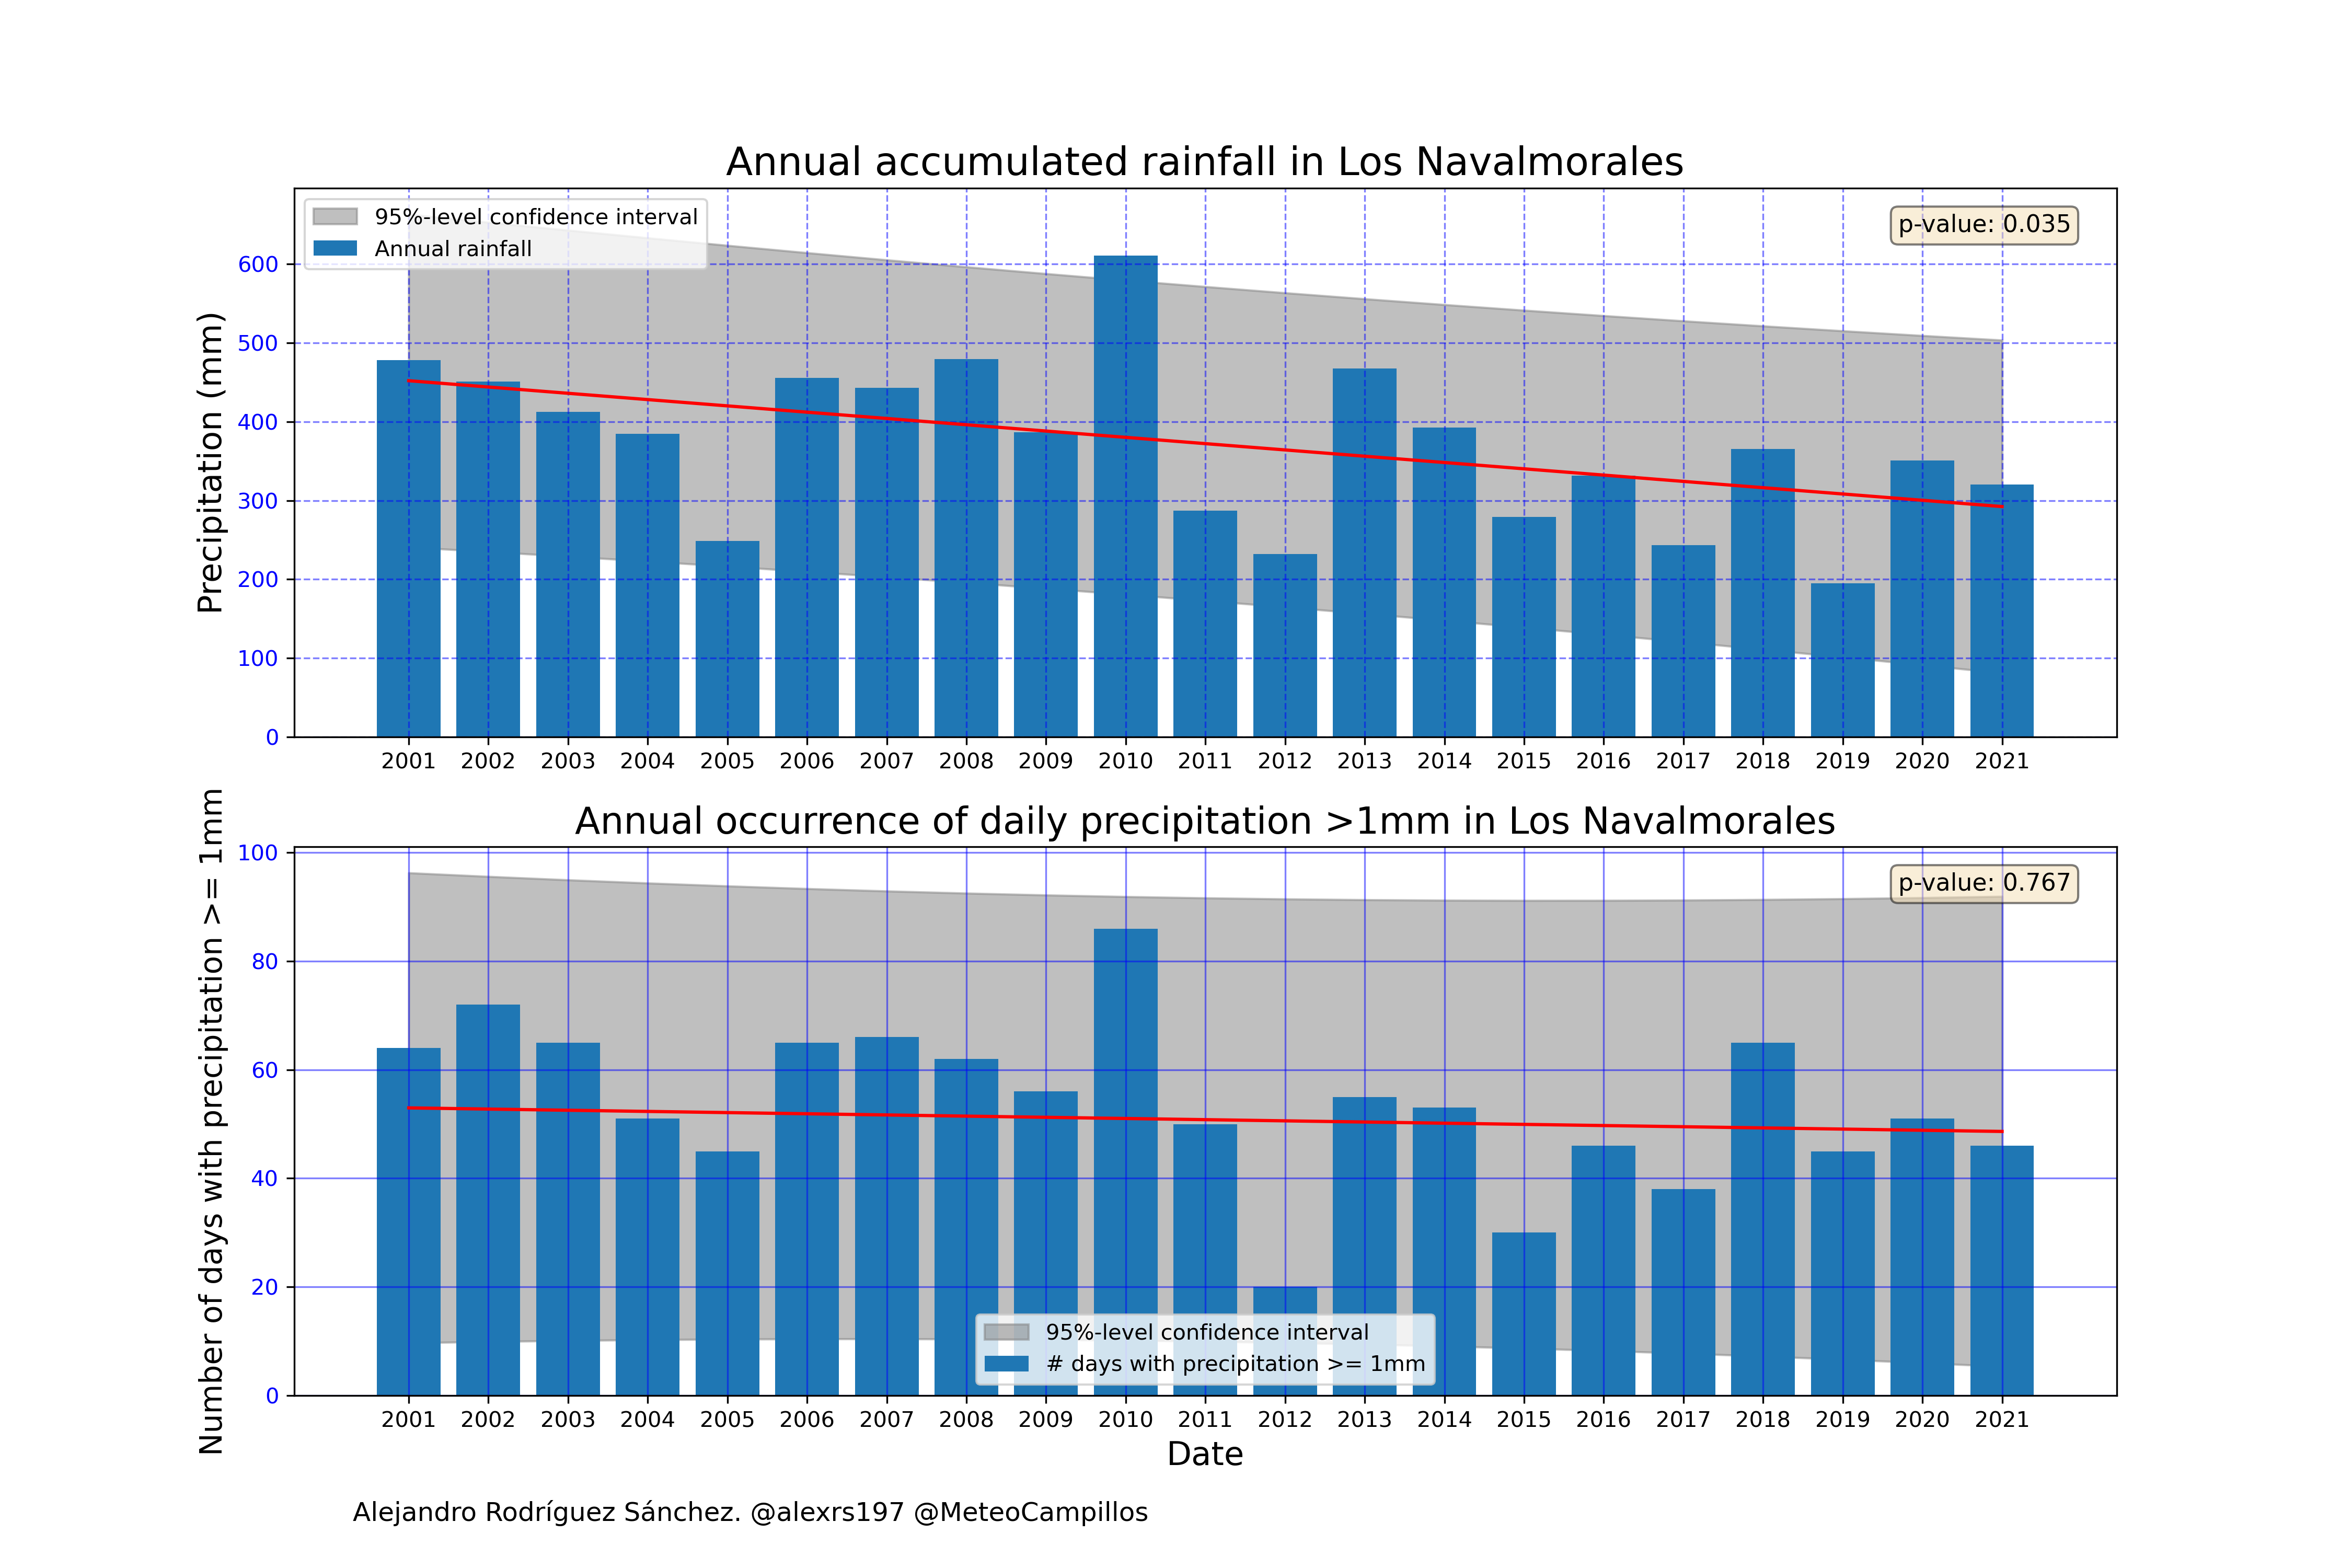 Annual accumulated rainfall in Los Navalmorales
95%-level confidence interval
Annual rainfall
p-value: 0.035
Precipitation (mm)
600
500
400
300
200
100
0
2001 2002 2003 2004 2005 2006 2007 2008 2009 2010 2011 2012 2013 2014 2015 2016 2017 2018 2019 2020 2021
Annual occurrence of daily precipitation >1mm in Los Navalmorales
p-value: 0.767
Number of days with precipitation >= 1mm
100
80
60
40
20
0
95%-level confidence interval
# days with precipitation >= 1mm
2001 2002 2003 2004 2005 2006 2007 2008 2009 2010 2011 2012 2013 2014 2015 2016 2017 2018 2019 2020 2021
Date
Alejandro Rodríguez Sánchez. @alexrs197 @MeteoCampillos